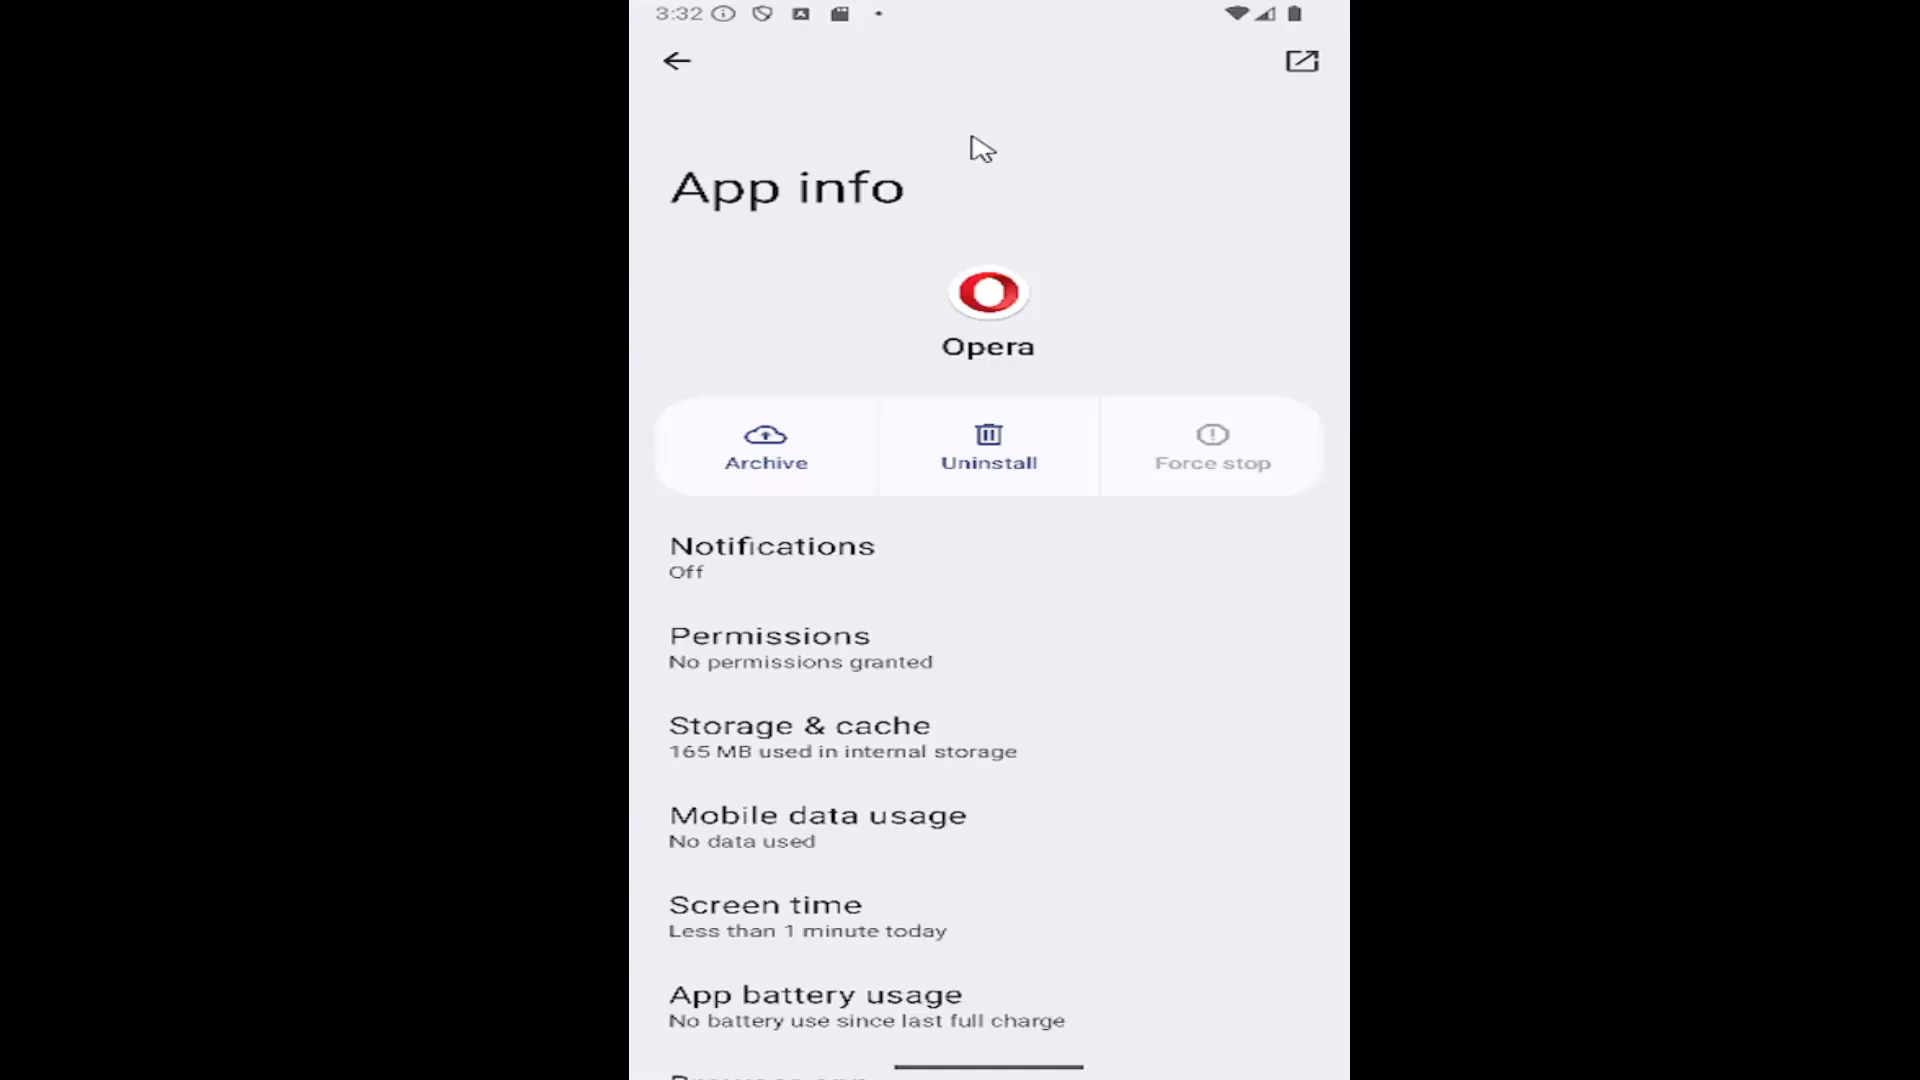 3:32
App info
Opera
Archive
Uninstall
Force stop
Notifications
Off
Permissions
No permissions granted
Storage & cache
165 MB used in internal storage
Mobile data usage
No data used
Screen time
Less than 1 minute today
App battery usage
No battery use since last full charge